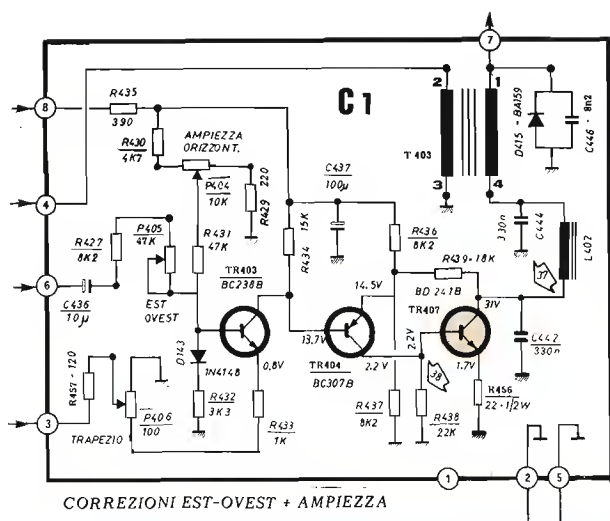 7
8
R435
390
R430
4K7
AMPIEZZA
ORIZZONT.
P404
10K
R429 220
C1
2
1
T403
3
4
D415 - BA159
C446 - 8n2
4
R427
8K2
P405
47K
R431
47K
C437
100μ
15K
R434
R436
8K2
330n
C444
L402
6
C436
10μ
EST
OVEST
TR403
BC238B
R439-18K
37
BD 241B
TR407
31V
14.5V
13.7V
D143
1N4148
0.8V
TR404
BC307B
2.2V
2.2V
38
1.7V
C442
330n
R457-120
P406
100
R432
3K3
R433
1K
R437
8K2
R438
22K
R456
22-1/2W
3
TRAPEZIO
1
2
5
CORREZIONI EST-OVEST + AMPIEZZA